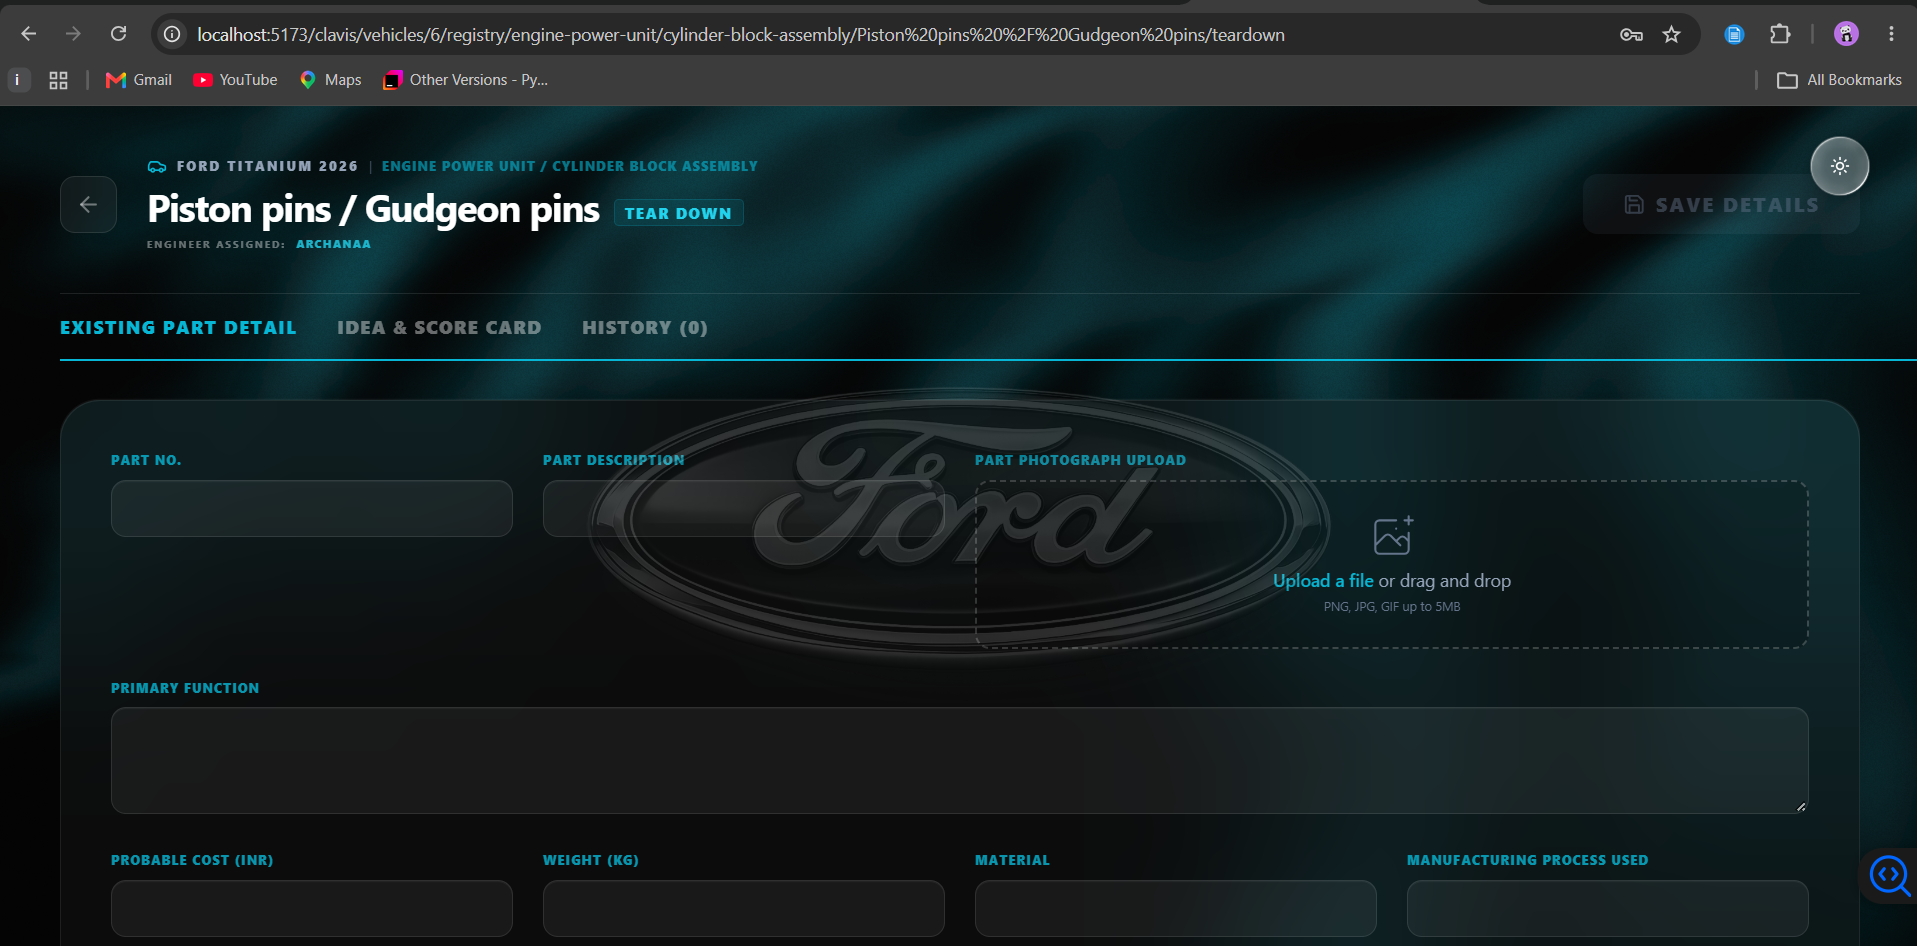 localhost:5173/clavis/vehicles/6/registry/engine-power-unit/cylinder-block-assembly/Piston%20pins%20%2F%20Gudgeon%20pins/teardown
i Gmail YouTube Maps Other Versions - Py... All Bookmarks
FORD TITANIUM 2026 | ENGINE POWER UNIT / CYLINDER BLOCK ASSEMBLY
Piston pins / Gudgeon pins TEAR DOWN
SAVE DETAILS
ENGINEER ASSIGNED: ARCHANAA
EXISTING PART DETAIL IDEA & SCORE CARD HISTORY (0)
PART NO. PART DESCRIPTION PART PHOTOGRAPH UPLOAD
Ford
Upload a file or drag and drop
PNG, JPG, GIF up to 5MB
PRIMARY FUNCTION
PROBABLE COST (INR) WEIGHT (KG) MATERIAL MANUFACTURING PROCESS USED